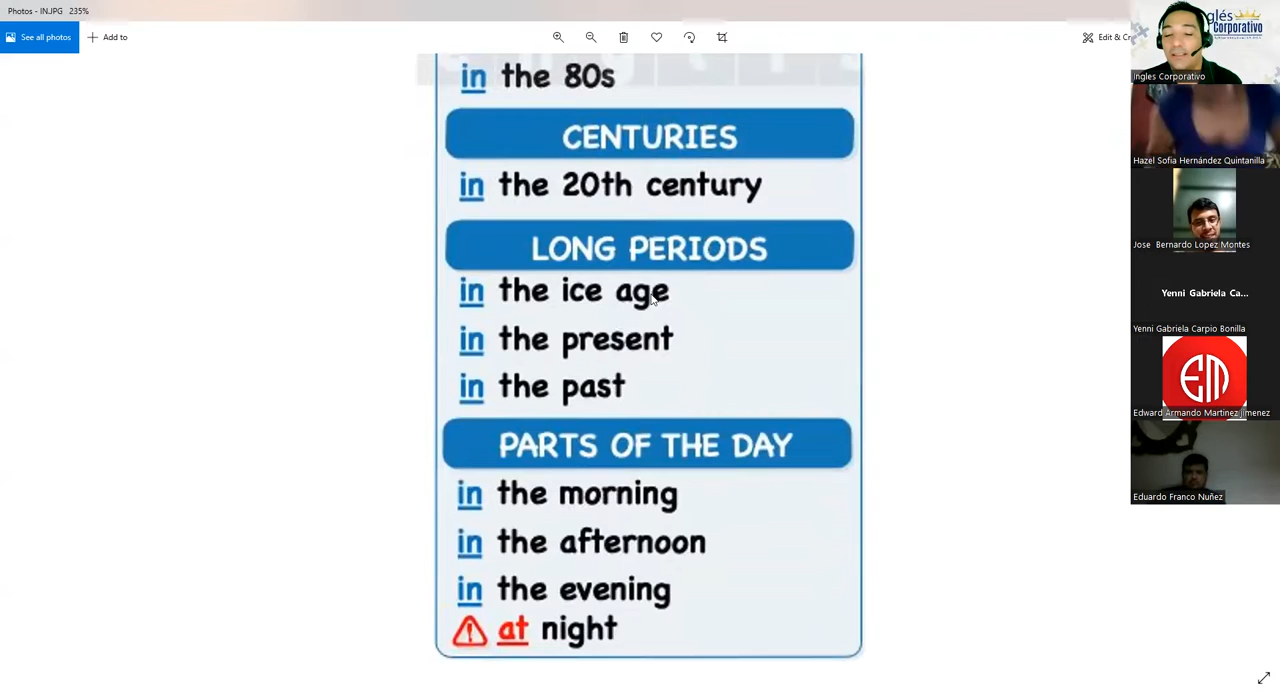 Photos - IN.JPG 235%
See all photos
Add to
Edit & Cr
glés
Corporativo
Ingles Corporativo
in the 80s
CENTURIES
in the 20th century
LONG PERIODS
in the ice age
in the present
in the past
PARTS OF THE DAY
in the morning
in the afternoon
in the evening
at night
Hazel Sofia Hernández Quintanilla
Jose Bernardo Lopez Montes
Yenni Gabriela Ca...
Yenni Gabriela Carpio Bonilla
EM
Edward Armando Martinez Jimenez
Eduardo Franco Nuñez